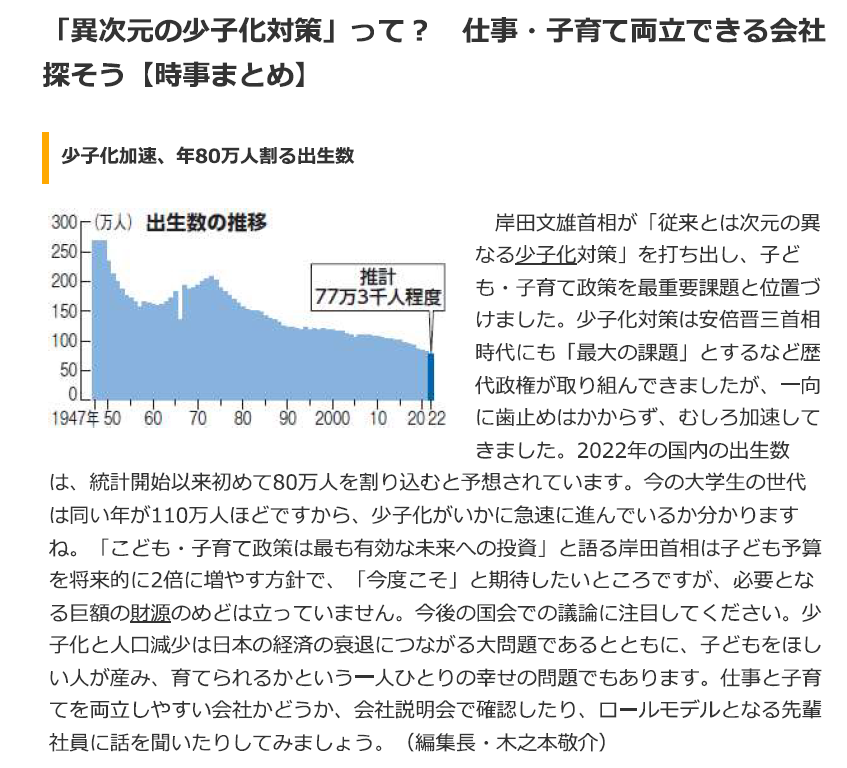 「異次元の少子化対策」って？　仕事・子育て両立できる会社
探そう【時事まとめ】
少子化加速、年80万人割る出生数
300 (万人) 出生数の推移
250
200
150
100
50
0
推計
77万3千人程度
1947年 50 60 70 80 90 2000 10 20 22
岸田文雄首相が「従来とは次元の異
なる少子化対策」を打ち出し、子ど
も・子育て政策を最重要課題と位置づ
けました。少子化対策は安倍晋三首相
時代にも「最大の課題」とするなど歴
代政権が取り組んできましたが、一向
に歯止めはかからず、むしろ加速して
きました。2022年の国内の出生数
は、統計開始以来初めて80万人を割り込むと予想されています。今の大学生の世代
は同い年が110万人ほどですから、少子化がいかに急速に進んでいるか分かります
ね。「こども・子育て政策は最も有効な未来への投資」と語る岸田首相は子ども予算
を将来的に2倍に増やす方針で、「今度こそ」と期待したいところですが、必要とな
る巨額の財源のめどは立っていません。今後の国会での議論に注目してください。少
子化と人口減少は日本の経済の衰退につながる大問題であるとともに、子どもをほし
い人が産み、育てられるかという一人ひとりの幸せの問題でもあります。仕事と子育
てを両立しやすい会社かどうか、会社説明会で確認したり、ロールモデルとなる先輩
社員に話を聞いたりしてみましょう。（編集長・木之本敬介）